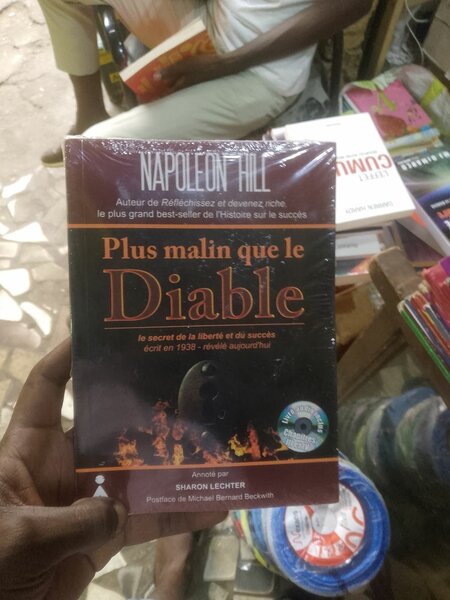 NAPOLEON HILL
Auteur de Réfléchissez et devenez riche,
le plus grand best-seller de l'Histoire sur le succès
Plus malin que le
Diable
le secret de la liberté et du succès
écrit en 1938 - révélé aujourd'hui
Annoté par
SHARON LECHTER
Postface de Michael Bernard Beckwith
L'EFFET
CUMU
DARREN HARDY